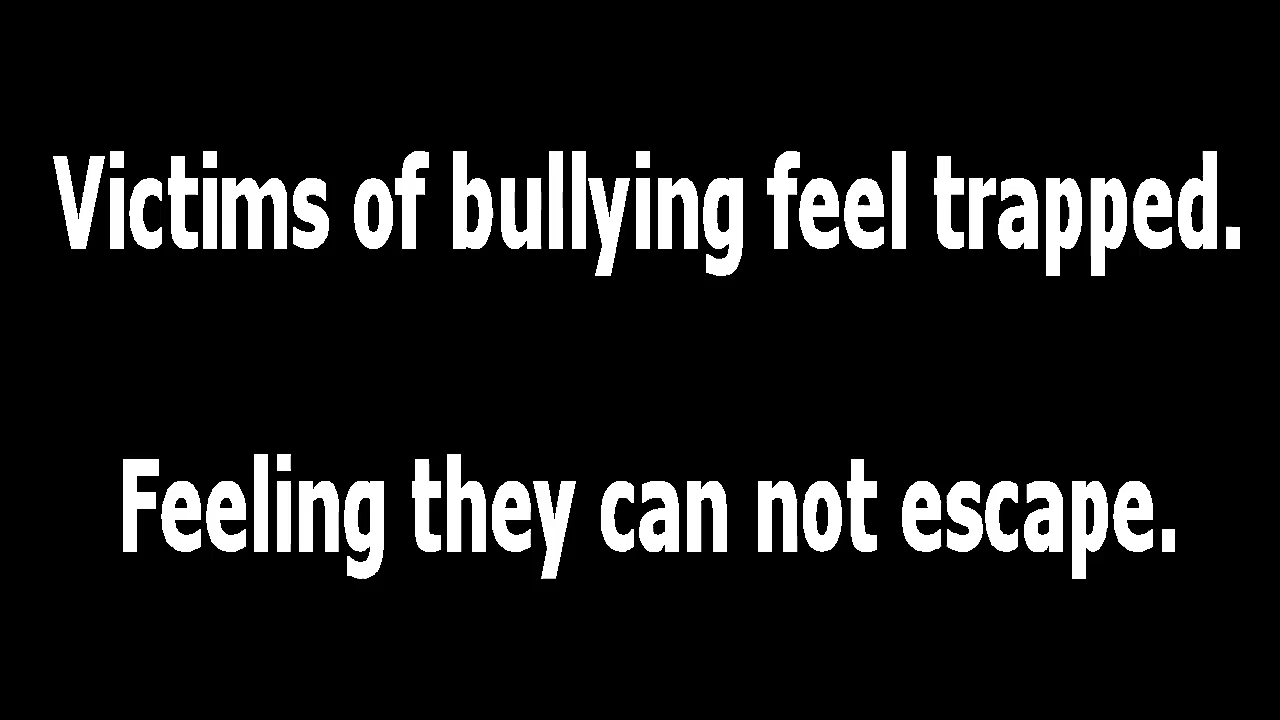 Victims of bullying feel trapped.
Feeling they can not escape.